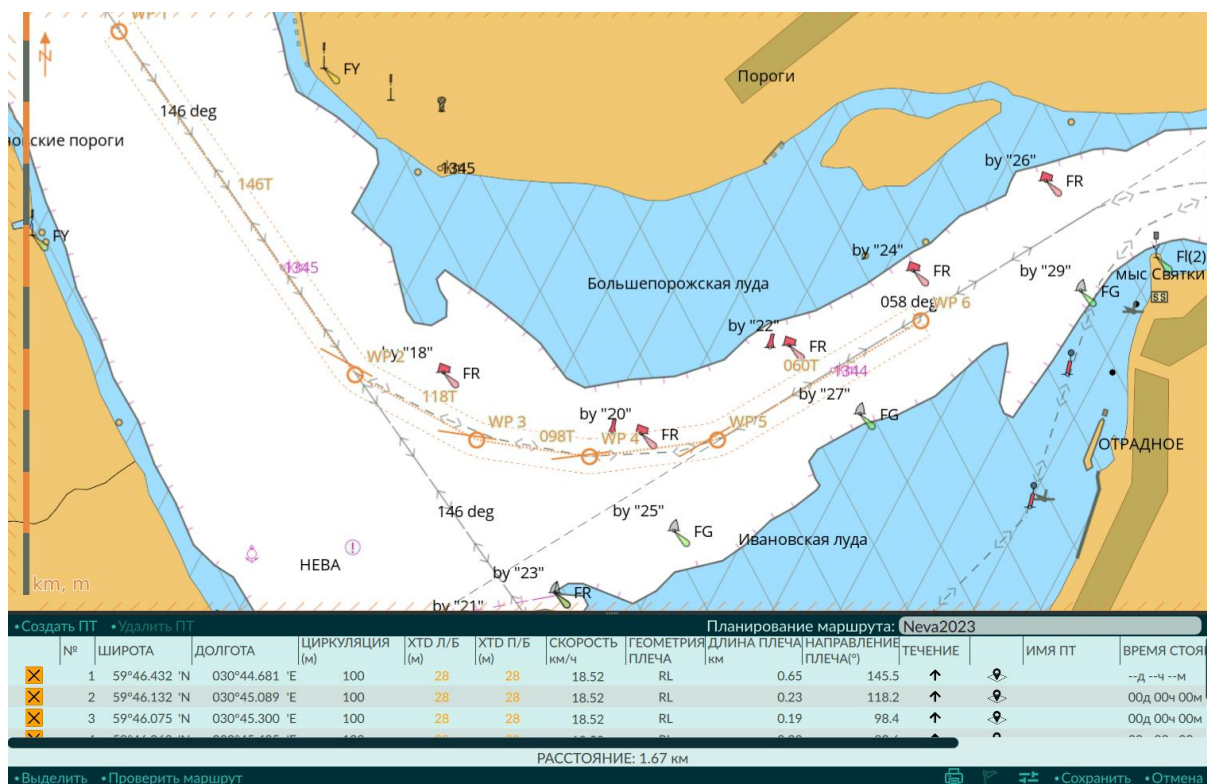 WP 1
FY
Пороги
146 deg
1345
вские пороги
by "26"
146T
FR
FY
by "24"
1345
Большепорожская луда
FR
by "29"
Fl(2)
мыс Святки
FG
SS
058 deg
WP 6
by "22"
by "18"
WP 2
FR
FR
060T
1344
118T
by "27"
by "20"
WP 3
FG
098T
WP 4
FR
WP 5
ОТРАДНОЕ
146 deg
by "25"
FG
Ивановская луда
НЕВА
by "23"
km, m
FR
by "21"
•Создать ПТ •Удалить ПТ Планирование маршрута: Neva2023
№ ШИРОТА ДОЛГОТА ЦИРКУЛЯЦИЯ (м) XTD Л/Б (м) XTD П/Б (м) СКОРОСТЬ км/ч ГЕОМЕТРИЯ ПЛЕЧА ДЛИНА ПЛЕЧА км НАПРАВЛЕНИЕ ПЛЕЧА(°) ТЕЧЕНИЕ ИМЯ ПТ ВРЕМЯ СТОЯ
1 59°46.432 'N 030°44.681 'E 100 28 28 18.52 RL 0.65 145.5 --д --ч --м
2 59°46.132 'N 030°45.089 'E 100 28 28 18.52 RL 0.23 118.2 00д 00ч 00м
3 59°46.075 'N 030°45.300 'E 100 28 28 18.52 RL 0.19 98.4 00д 00ч 00м
РАССТОЯНИЕ: 1.67 км
•Выделить •Проверить маршрут •Сохранить •Отмена